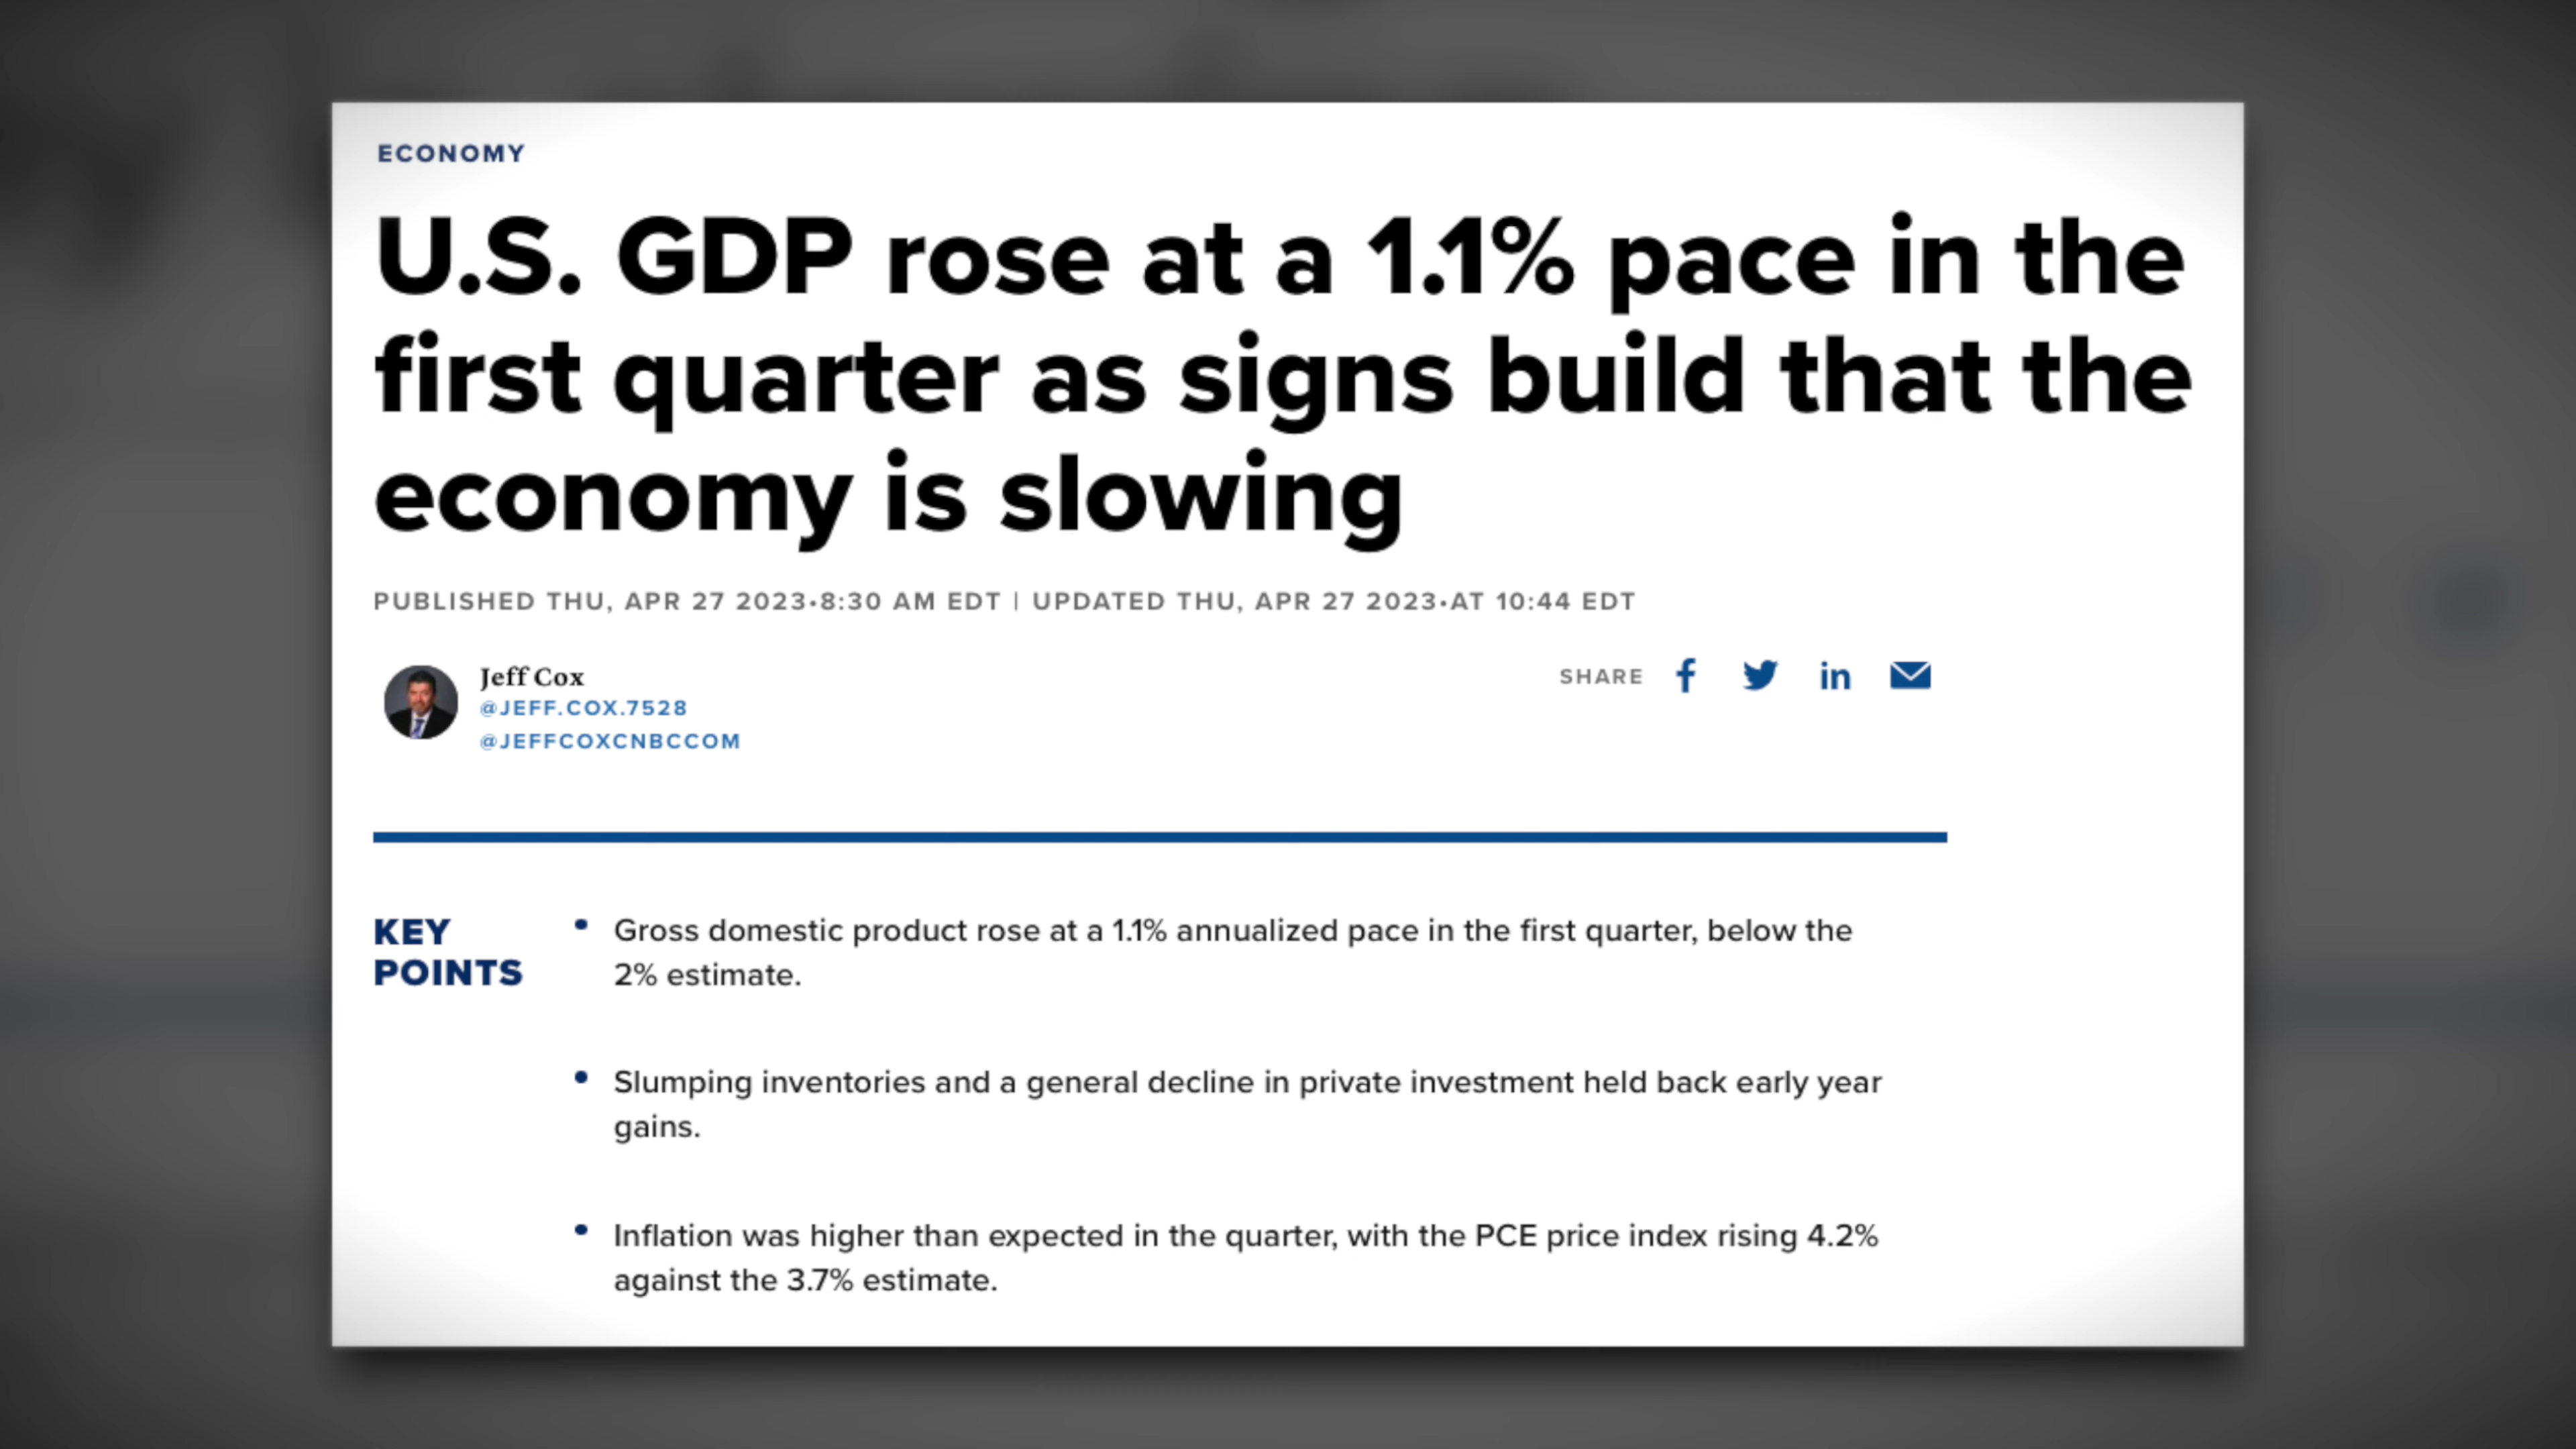 ECONOMY
U.S. GDP rose at a 1.1% pace in the
first quarter as signs build that the
economy is slowing
PUBLISHED THU, APR 27 2023•8:30 AM EDT | UPDATED THU, APR 27 2023•AT 10:44 EDT
Jeff Cox
@JEFF.COX.7528
@JEFFCOXCNBCCOM
SHARE
KEY
POINTS
• Gross domestic product rose at a 1.1% annualized pace in the first quarter, below the
2% estimate.
• Slumping inventories and a general decline in private investment held back early year
gains.
• Inflation was higher than expected in the quarter, with the PCE price index rising 4.2%
against the 3.7% estimate.